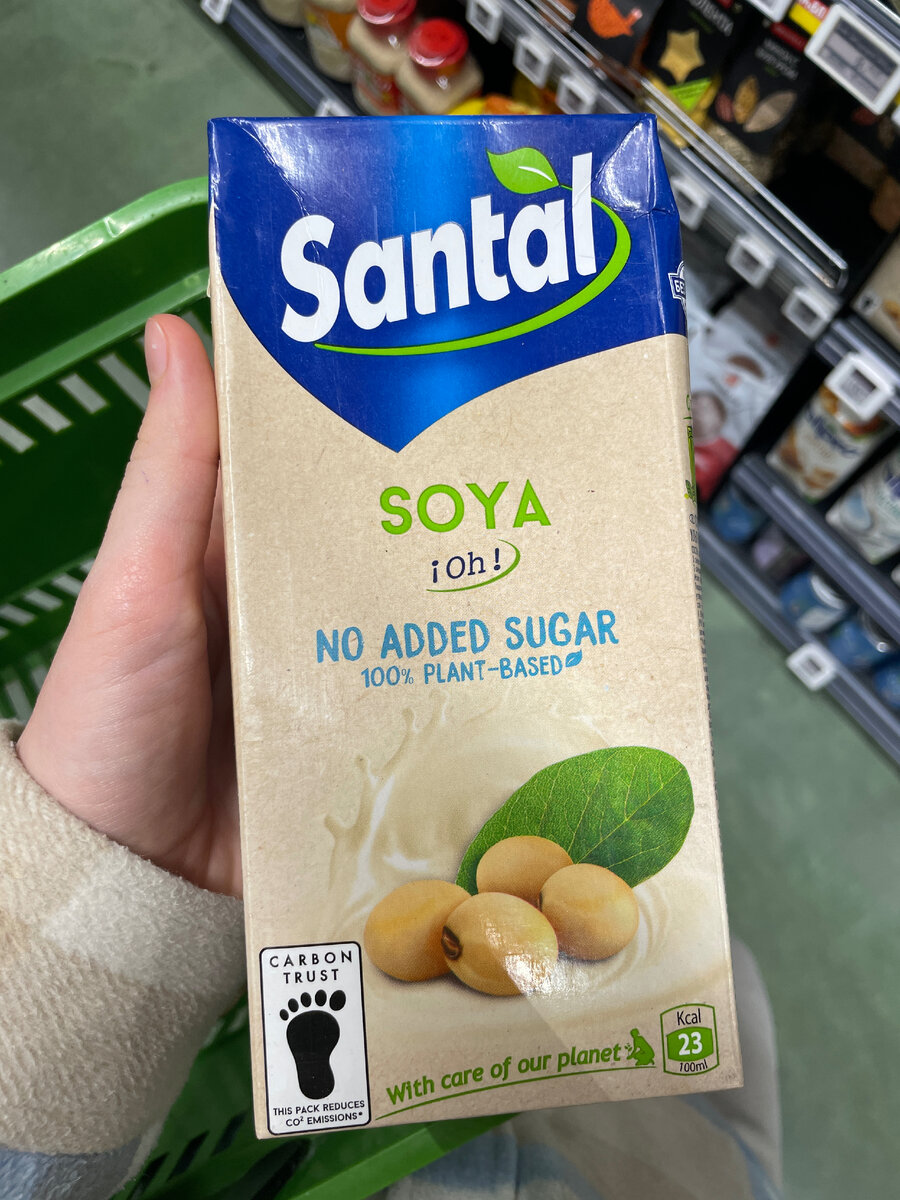 Santal
SOYA
¡Oh!
NO ADDED SUGAR
100% PLANT-BASED
CARBON
TRUST
THIS PACK REDUCES
CO² EMISSIONS*
With care of our planet
Kcal
23
100ml